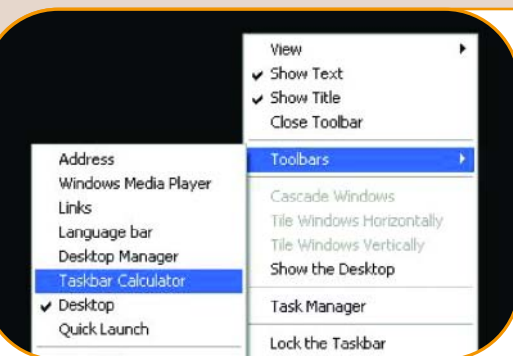 View
Show Text
Show Title
Close Toolbar
Toolbars
Cascade Windows
Tile Windows Horizontally
Tile Windows Vertically
Show the Desktop
Task Manager
Lock the Taskbar
Address
Windows Media Player
Links
Language bar
Desktop Manager
Taskbar Calculator
Desktop
Quick Launch